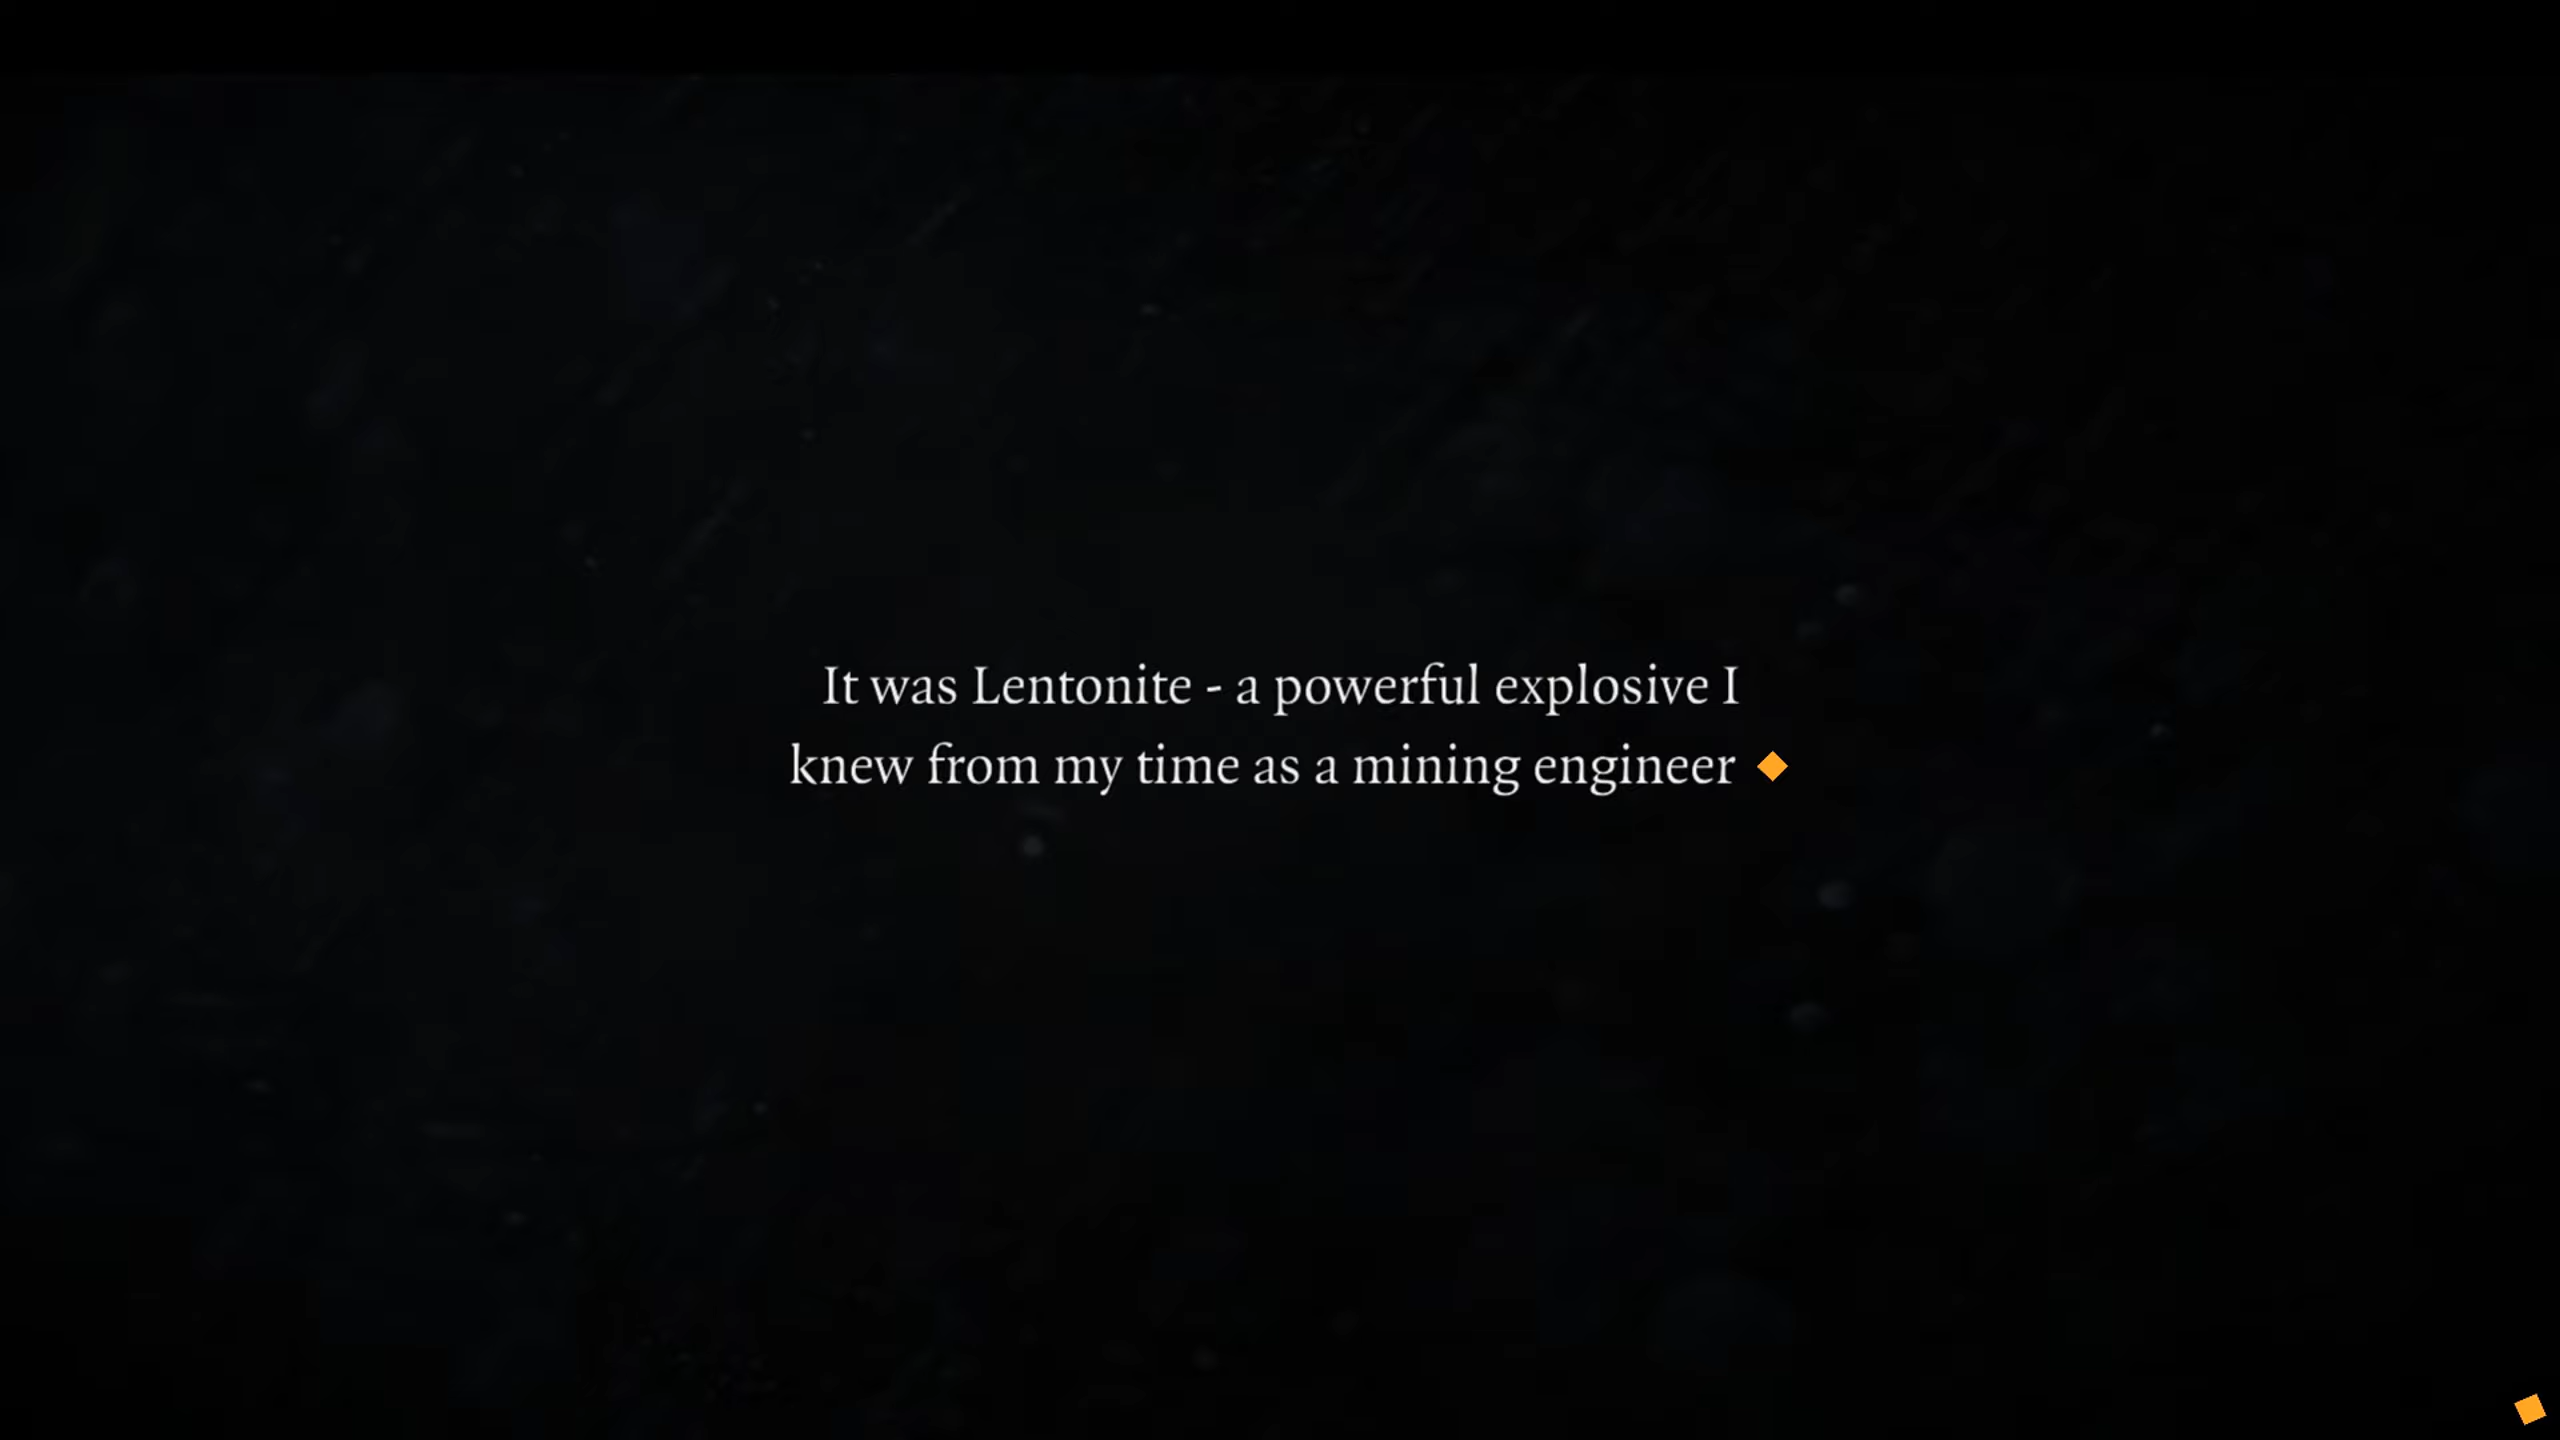 It was Lentonite - a powerful explosive I
knew from my time as a mining engineer